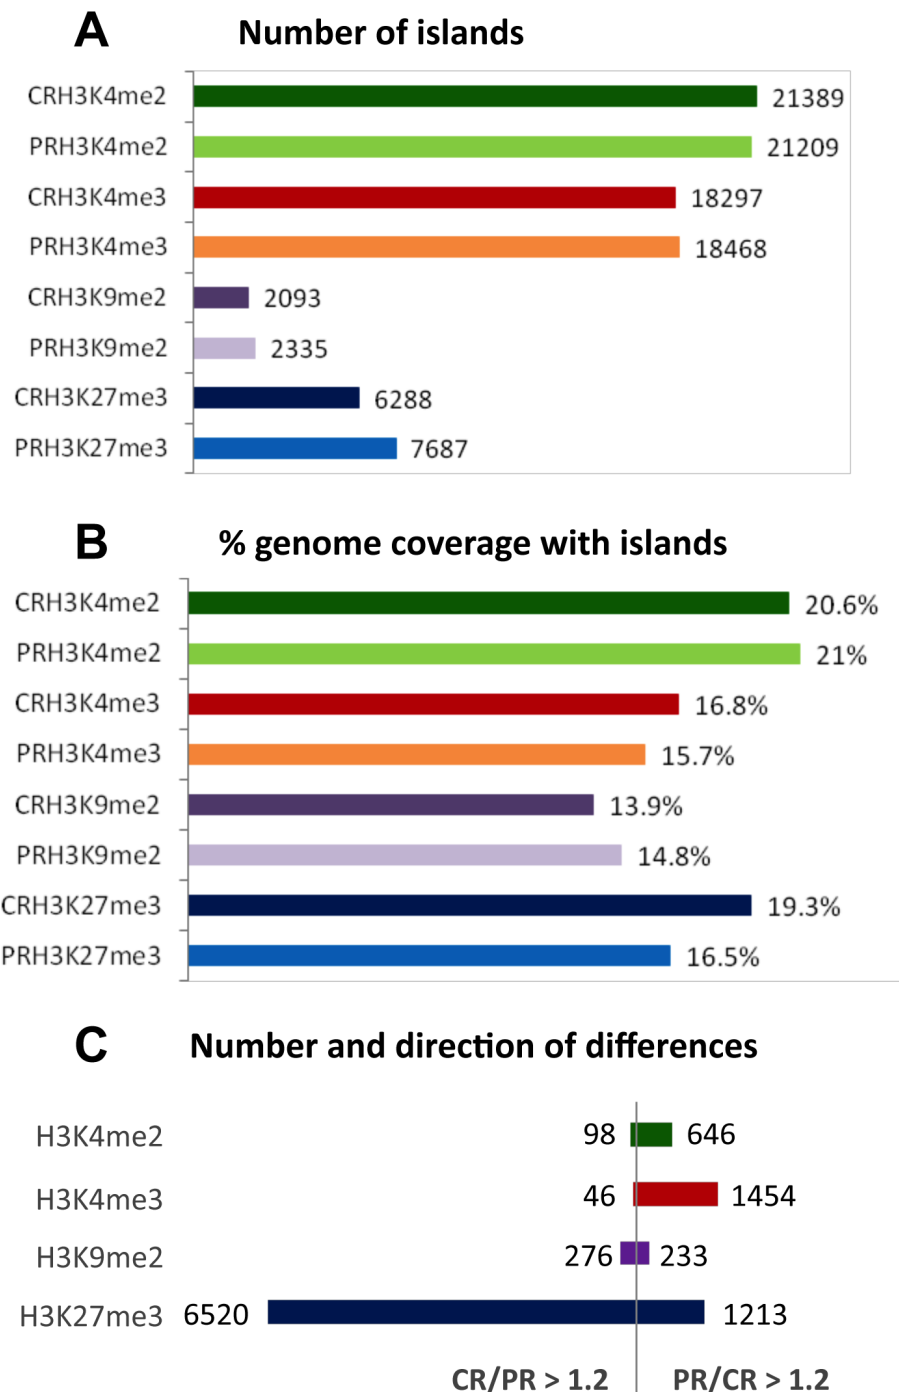 A Number of islands
CRH3K4me2 21389
PRH3K4me2 21209
CRH3K4me3 18297
PRH3K4me3 18468
CRH3K9me2 2093
PRH3K9me2 2335
CRH3K27me3 6288
PRH3K27me3 7687
B % genome coverage with islands
CRH3K4me2 20.6%
PRH3K4me2 21%
CRH3K4me3 16.8%
PRH3K4me3 15.7%
CRH3K9me2 13.9%
PRH3K9me2 14.8%
CRH3K27me3 19.3%
PRH3K27me3 16.5%
C Number and direction of differences
H3K4me2 98 646
H3K4me3 46 1454
H3K9me2 276 233
H3K27me3 6520 1213
CR/PR > 1.2 PR/CR > 1.2